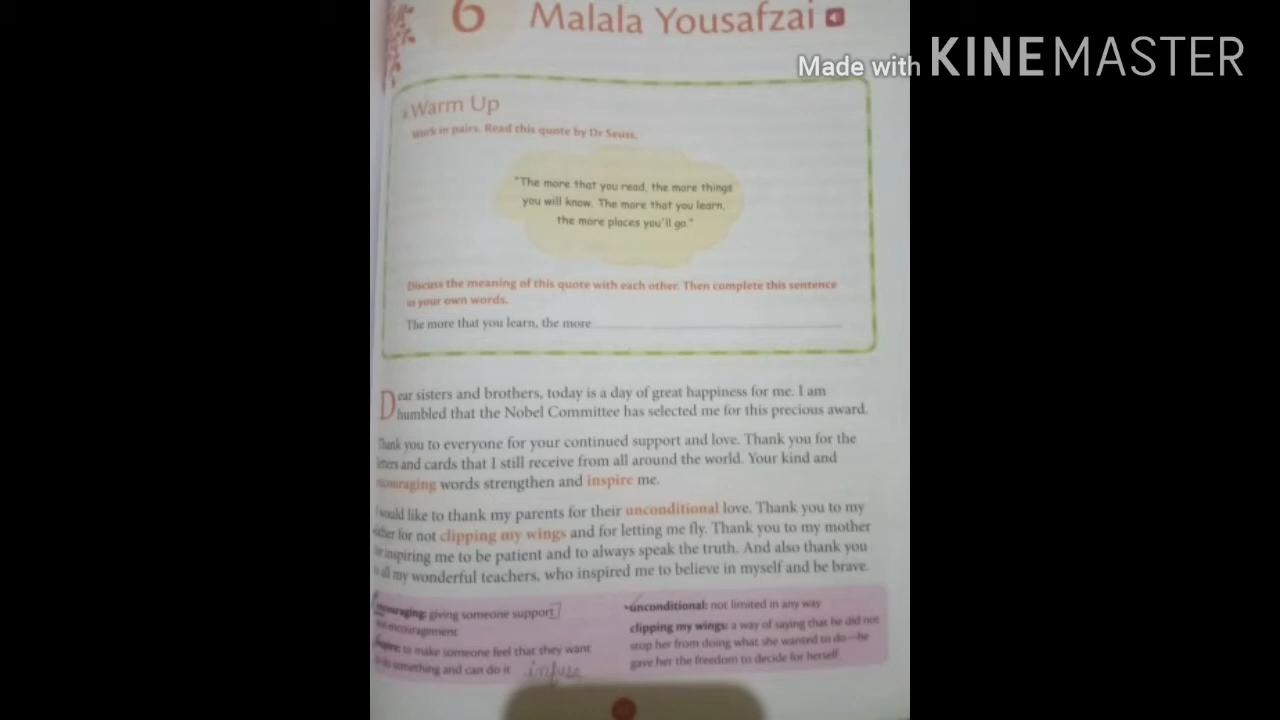 6 Malala Yousafzai
Made with KINEMASTER
Warm Up
Work in pairs. Read this quote by Dr Seuss.
"The more that you read, the more things
you will know. The more that you learn,
the more places you'll go."
Discuss the meaning of this quote with each other. Then complete this sentence
in your own words.
The more that you learn, the more
Dear sisters and brothers, today is a day of great happiness for me. I am
humbled that the Nobel Committee has selected me for this precious award.
Thank you to everyone for your continued support and love. Thank you for the
letters and cards that I still receive from all around the world. Your kind and
encouraging words strengthen and inspire me.
I would like to thank my parents for their unconditional love. Thank you to my
father for not clipping my wings and for letting me fly. Thank you to my mother
for inspiring me to be patient and to always speak the truth. And also thank you
to all my wonderful teachers, who inspired me to believe in myself and be brave.
encouraging: giving someone support
encouragement
inspire: to make someone feel that they want
to do something and can do it
unconditional: not limited in any way
clipping my wings: a way of saying that he did not
stop her from doing what she wanted to do—he
gave her the freedom to decide for herself